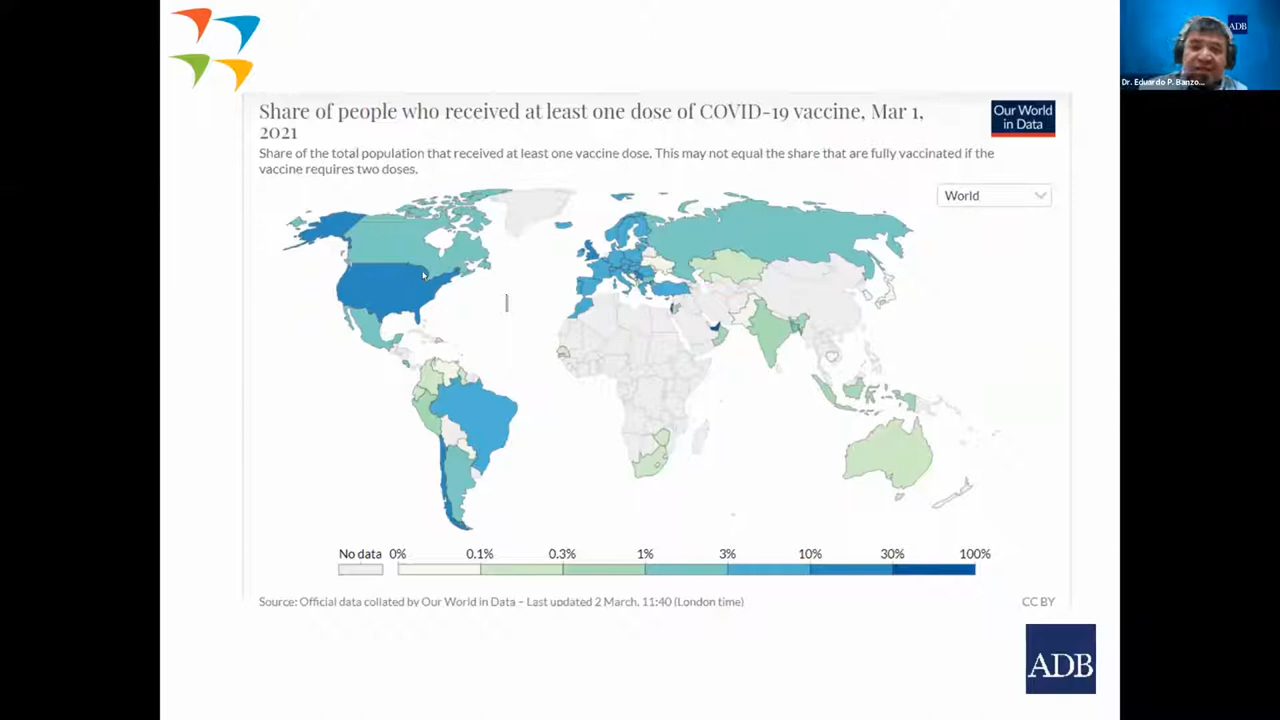 ADB
Dr. Eduardo P. Banzo...
Share of people who received at least one dose of COVID-19 vaccine, Mar 1,
2021
Our World
in Data
Share of the total population that received at least one vaccine dose. This may not equal the share that are fully vaccinated if the
vaccine requires two doses.
World
No data 0% 0.1% 0.3% 1% 3% 10% 30% 100%
Source: Official data collated by Our World in Data – Last updated 2 March, 11:40 (London time)
CC BY
ADB